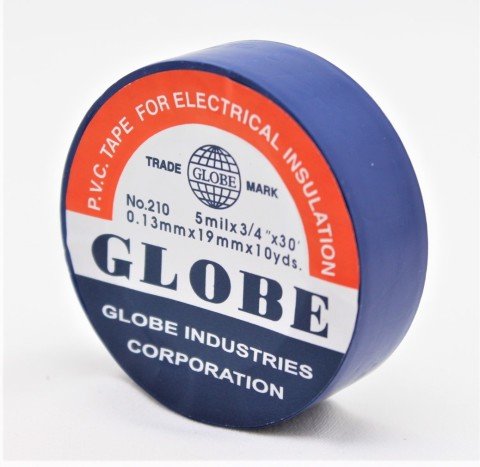 P.V.C. TAPE FOR ELECTRICAL INSULATION
TRADE GLOBE MARK
No.210 5milx3/4"x30'
0.13mmx19mmx10yds.
GLOBE
GLOBE INDUSTRIES
CORPORATION